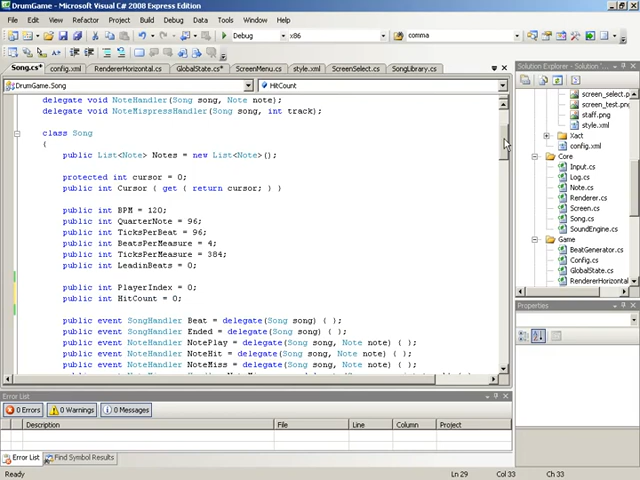 DrumGame - Microsoft Visual C# 2008 Express Edition
File Edit View Refactor Project Build Debug Data Tools Window Help
Debug x86 comma
Song.cs* config.xml RendererHorizontal.cs GlobalState.cs* ScreenMenu.cs style.xml ScreenSelect.cs SongLibrary.cs
DrumGame.Song HitCount
delegate void NoteHandler(Song song, Note note);
delegate void NoteMispressHandler(Song song, int track);
class Song
{
public List<Note> Notes = new List<Note>();
protected int cursor = 0;
public int Cursor { get { return cursor; } }
public int BPM = 120;
public int QuarterNote = 96;
public int TicksPerBeat = 96;
public int BeatsPerMeasure = 4;
public int TicksPerMeasure = 384;
public int LeadinBeats = 0;
public int PlayerIndex = 0;
public int HitCount = 0;
public event SongHandler Beat = delegate(Song song) { };
public event SongHandler Ended = delegate(Song song) { };
public event NoteHandler NotePlay = delegate(Song song, Note note) { };
public event NoteHandler NoteHit = delegate(Song song, Note note) { };
public event NoteHandler NoteMiss = delegate(Song song, Note note) { };
Solution Explorer - Solution '
screen_select.p
screen_test.png
staff.png
style.xml
Xact
config.xml
Core
Input.cs
Log.cs
Note.cs
Renderer.cs
Screen.cs
Song.cs
SoundEngine.cs
Game
BeatGenerator.cs
Config.cs
GlobalState.cs
RendererHorizontal
Properties
Error List
0 Errors 0 Warnings 0 Messages
Description File Line Column Project
Error List Find Symbol Results
Ready Ln 29 Col 33 Ch 33